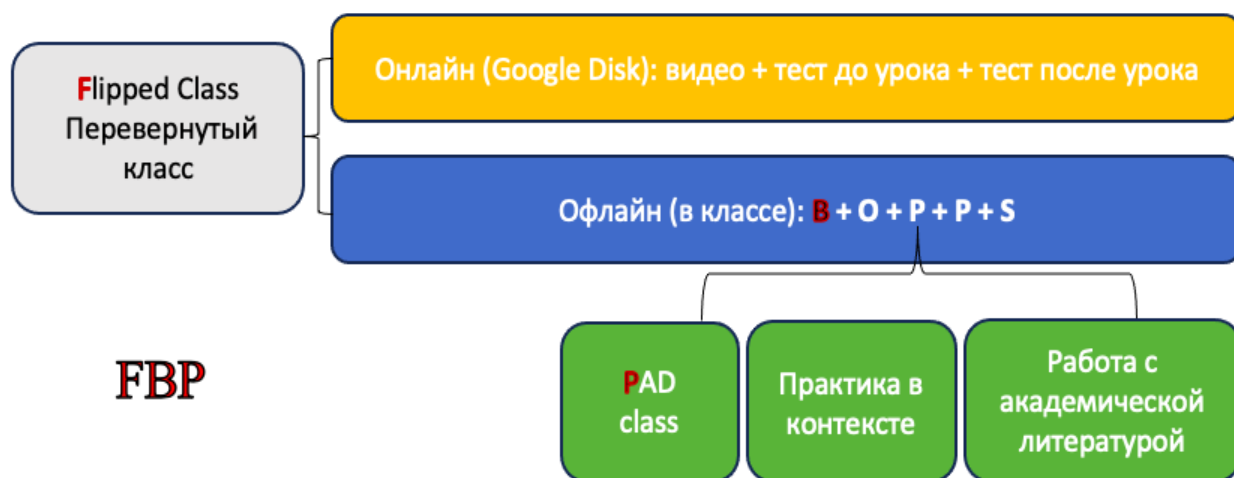 Flipped Class
Перевернутый
класс
Онлайн (Google Disk): видео + тест до урока + тест после урока
Офлайн (в классе): B + O + P + P + S
FBP
PAD
class
Практика в
контексте
Работа с
академической
литературой